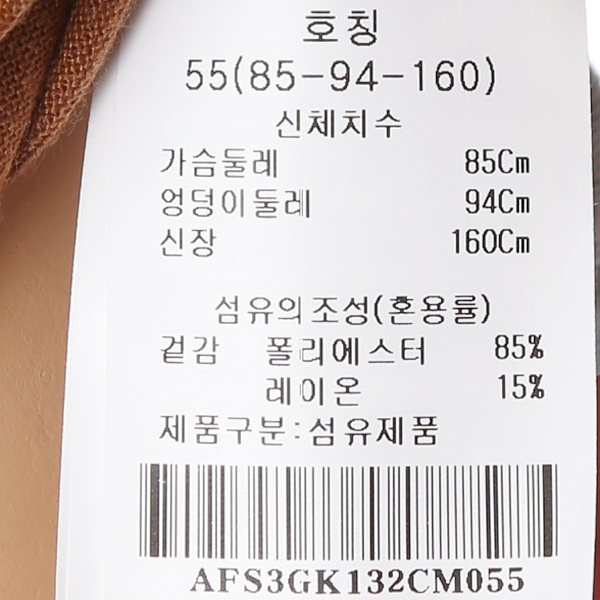 호칭
55(85-94-160)
신체치수
가슴둘레 85Cm
엉덩이둘레 94Cm
신장 160Cm
섬유의조성(혼용률)
겉감 폴리에스터 85%
레이온 15%
제품구분:섬유제품
AFS3GK132CM055